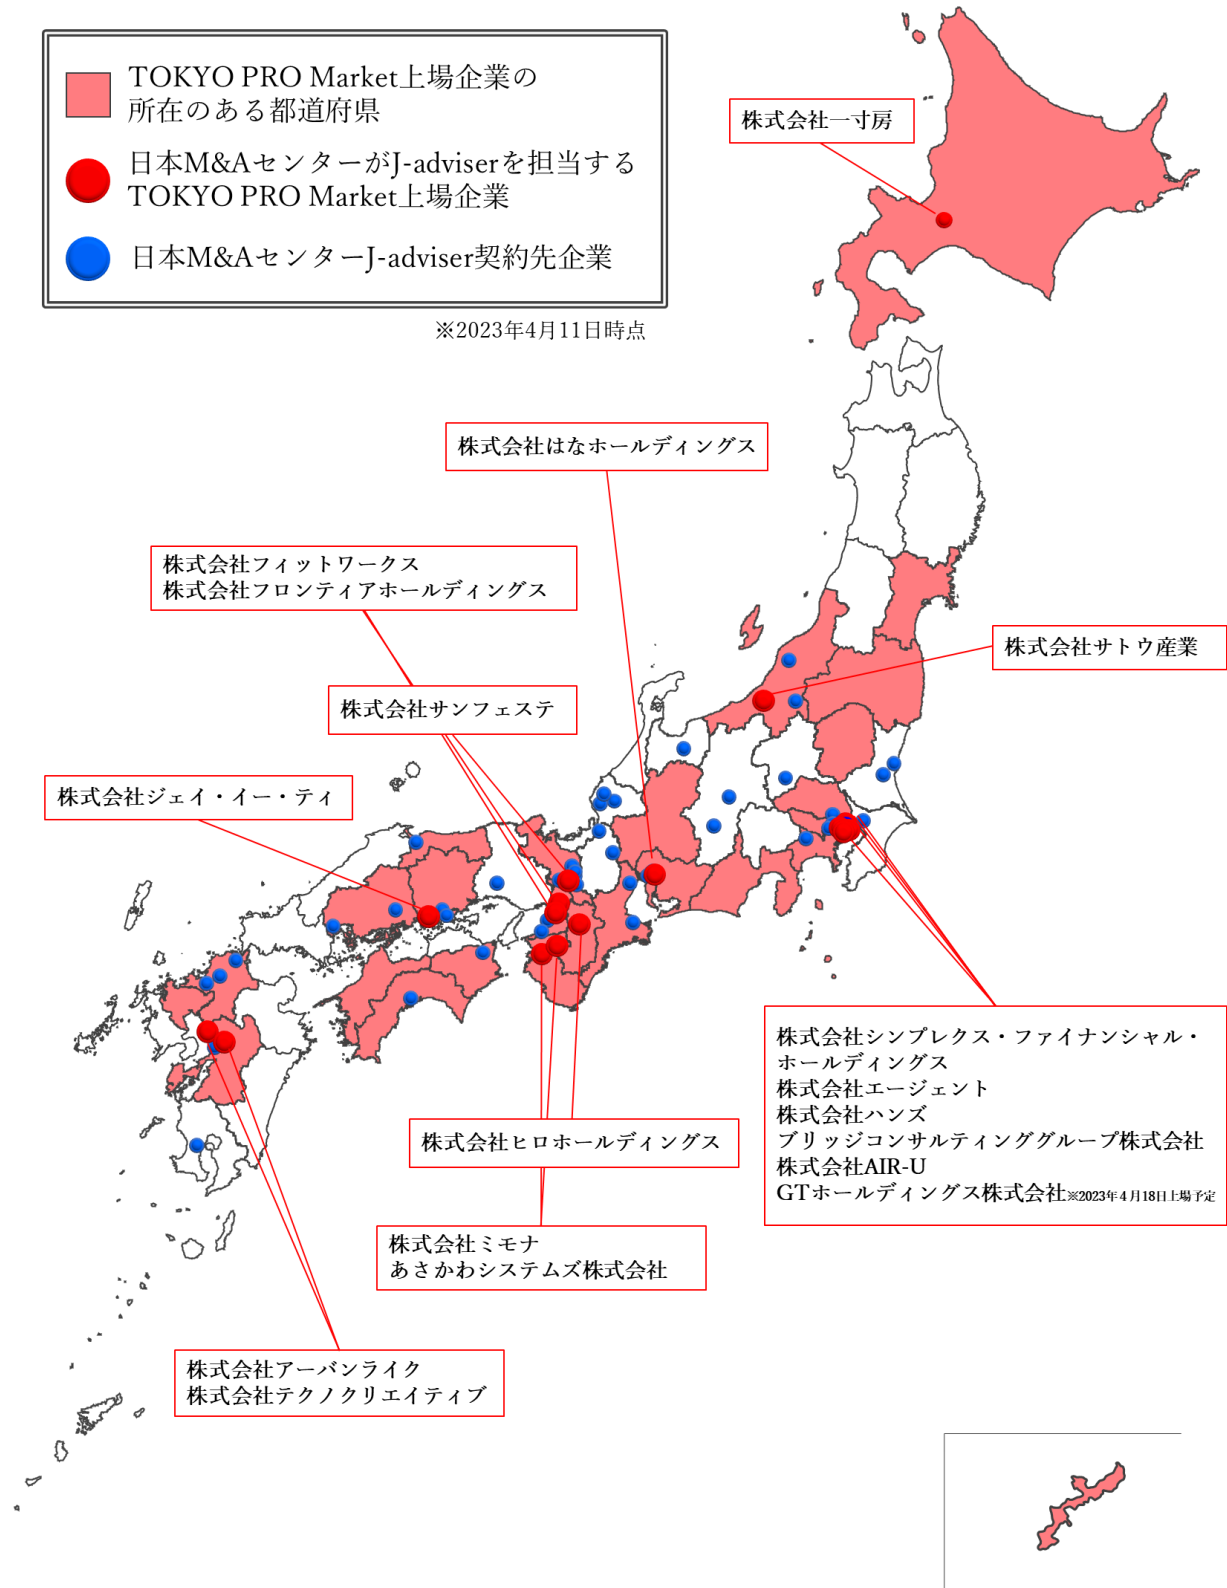 TOKYO PRO Market上場企業の
所在のある都道府県
日本M&AセンターがJ-adviserを担当する
TOKYO PRO Market上場企業
日本M&AセンターJ-adviser契約先企業
※2023年4月11日時点
株式会社一寸房
株式会社はなホールディングス
株式会社フィットワークス
株式会社フロンティアホールディングス
株式会社サトウ産業
株式会社サンフェステ
株式会社ジェイ・イー・ティ
株式会社シンプレクス・ファイナンシャル・
ホールディングス
株式会社エージェント
株式会社ハンズ
ブリッジコンサルティンググループ株式会社
株式会社AIR-U
GTホールディングス株式会社※2023年4月18日上場予定
株式会社ヒロホールディングス
株式会社ミモナ
あさかわシステムズ株式会社
株式会社アーバンライク
株式会社テクノクリエイティブ